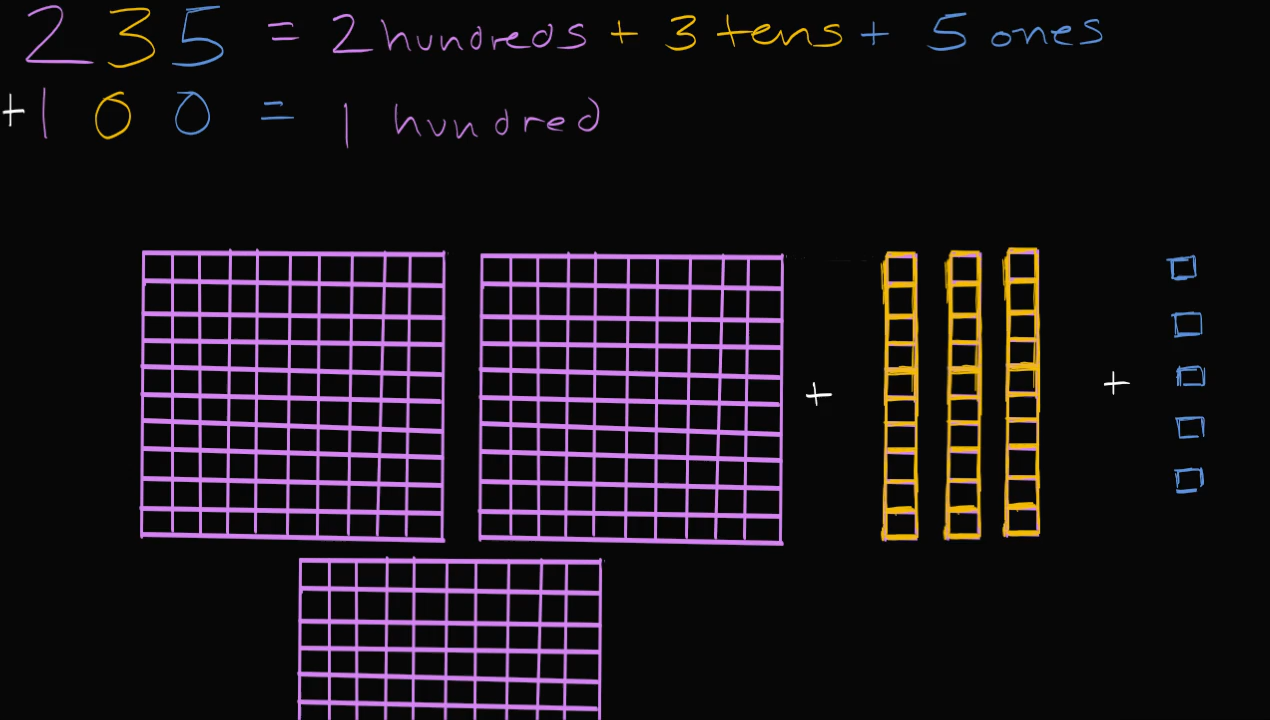 235 = 2 hundreds + 3 tens + 5 ones
+100 = 1 hundred
+ +